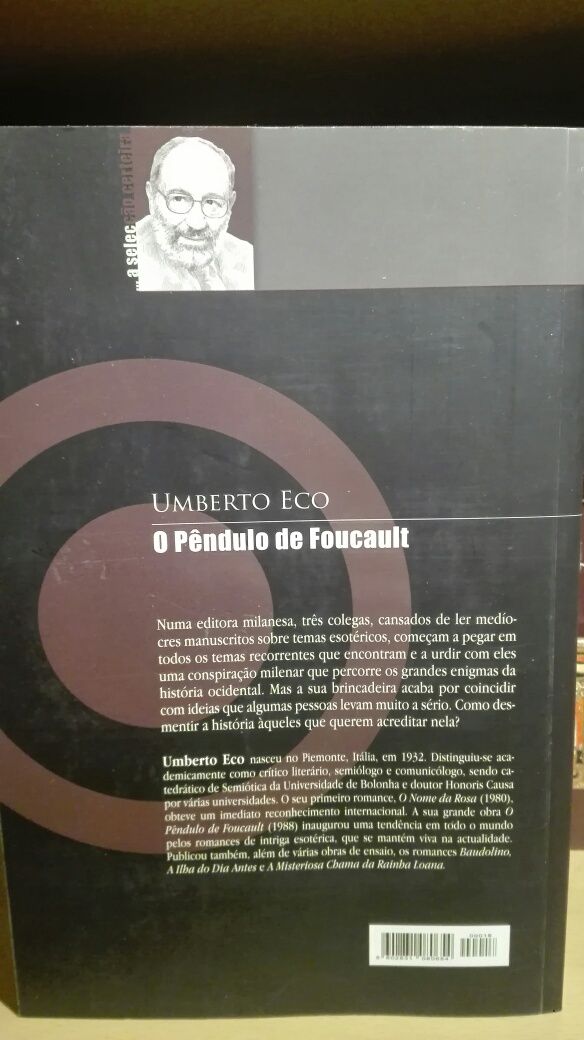 a selecção certeira
UMBERTO ECO
O Pêndulo de Foucault
Numa editora milanesa, três colegas, cansados de ler medío-
cres manuscritos sobre temas esotéricos, começam a pegar em
todos os temas recorrentes que encontram e a urdir com eles
uma conspiração milenar que percorre os grandes enigmas da
história ocidental. Mas a sua brincadeira acaba por coincidir
com ideias que algumas pessoas levam muito a sério. Como des-
mentir a história àqueles que querem acreditar nela?
Umberto Eco nasceu no Piemonte, Itália, em 1932. Distinguiu-se aca-
demicamente como crítico literário, semiólogo e comunicólogo, sendo ca-
tedrático de Semiótica da Universidade de Bolonha e doutor Honoris Causa
por várias universidades. O seu primeiro romance, O Nome da Rosa (1980),
obteve um imediato reconhecimento internacional. A sua grande obra O
Pêndulo de Foucault (1988) inaugurou uma tendência em todo o mundo
pelos romances de intriga esotérica, que se mantém viva na actualidade.
Publicou também, além de várias obras de ensaio, os romances Baudolino,
A Ilha do Dia Antes e A Misteriosa Chama da Rainha Loana.
00018